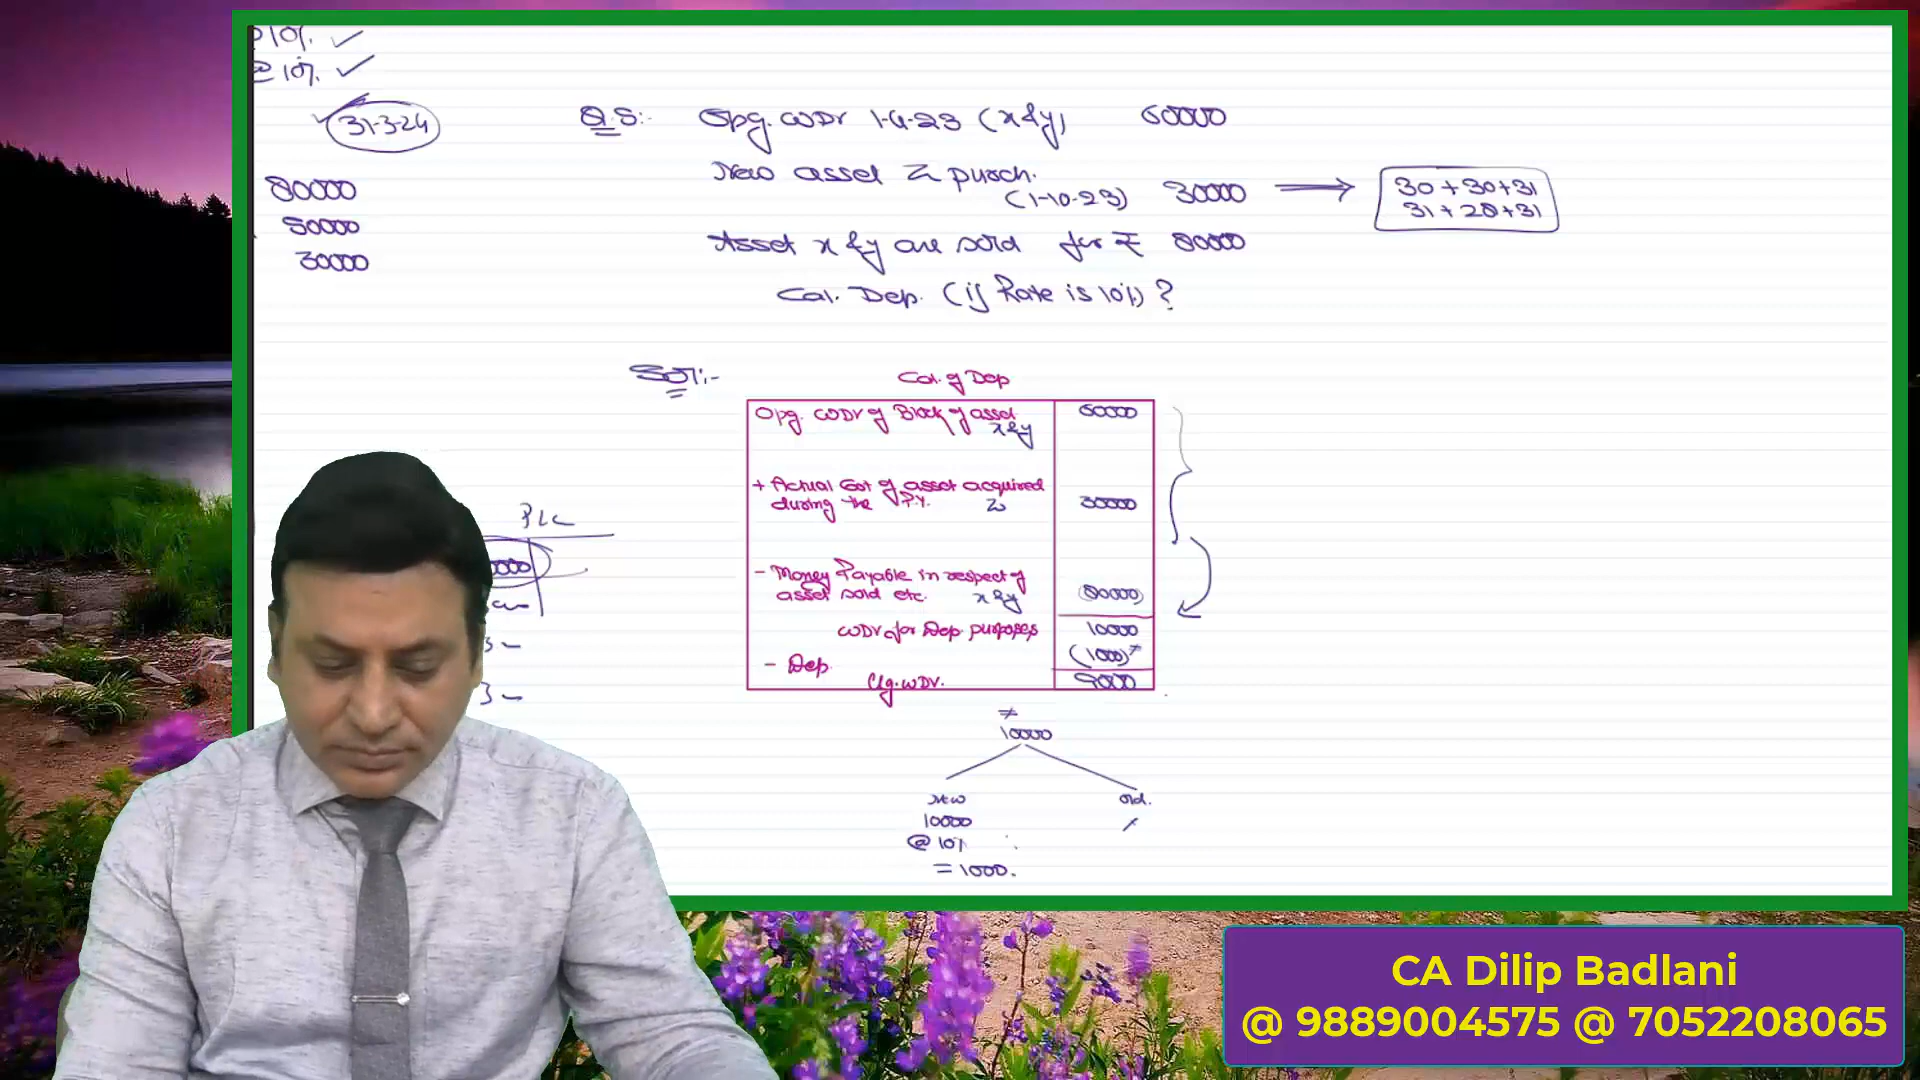 @ 10%
@ 10%
31-3-24
80000
50000
30000
Q.5:- Opg. WDV 1-4-23 (x & y) 60000
New asset Z purch.
(1-10-23) 30000
30+30+31
31+28+31
Asset x & y are sold for ₹ 80000
Cal. Dep. (if Rate is 10%) ?
Sol:-
Cal. of Dep
Opg. WDV of Block of asset 60000
x & y
+ Actual Cost of asset acquired
during the P.Y. Z 30000
- Money Payable in respect of
asset sold etc. x & y (80000)
WDV for Dep. purposes 10000
- Dep. (1000)*
Clg. WDV. 9000
*
10000
New Old.
10000
@ 10%
= 1000.
CA Dilip Badlani
@ 9889004575 @ 7052208065